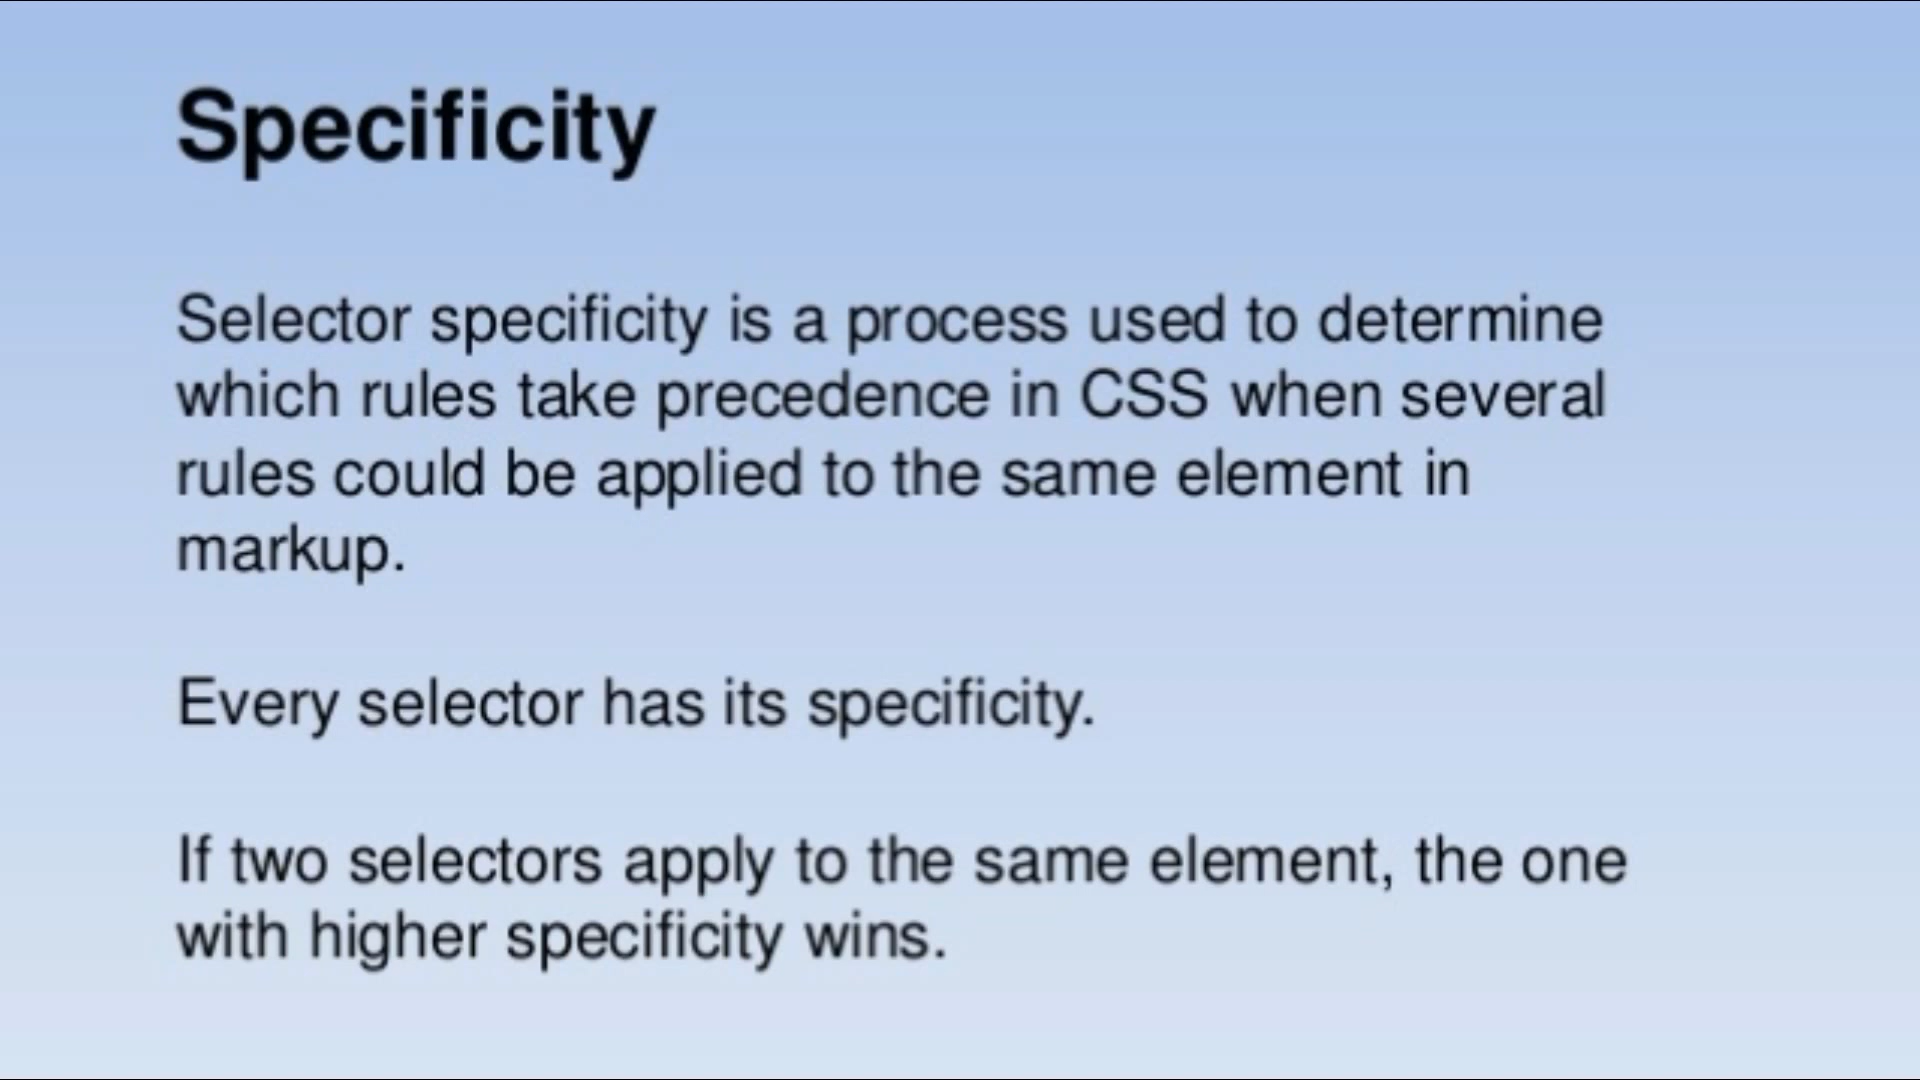 Specificity
Selector specificity is a process used to determine
which rules take precedence in CSS when several
rules could be applied to the same element in
markup.
Every selector has its specificity.
If two selectors apply to the same element, the one
with higher specificity wins.